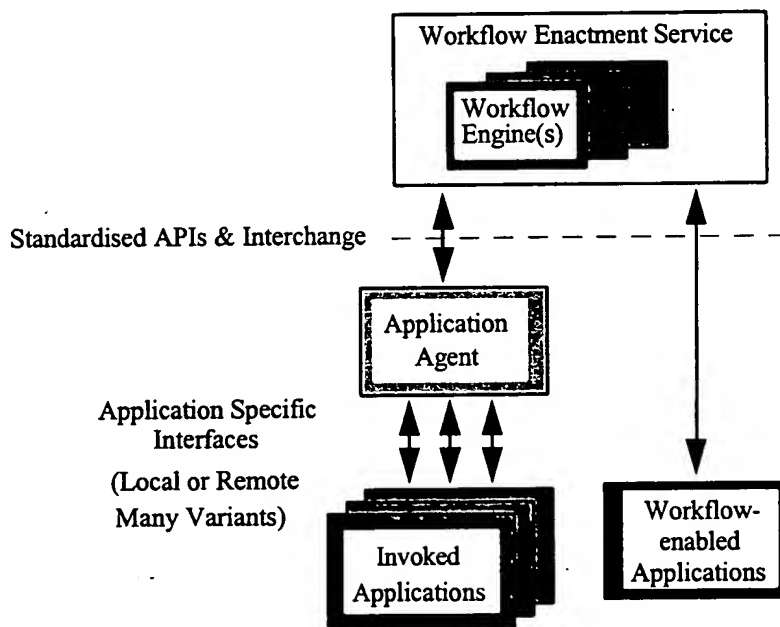 Workflow Enactment Service
Workflow
Engine(s)
Standardised APIs & Interchange
Application
Agent
Application Specific
Interfaces
(Local or Remote
Many Variants)
Invoked
Applications
Workflow-
enabled
Applications